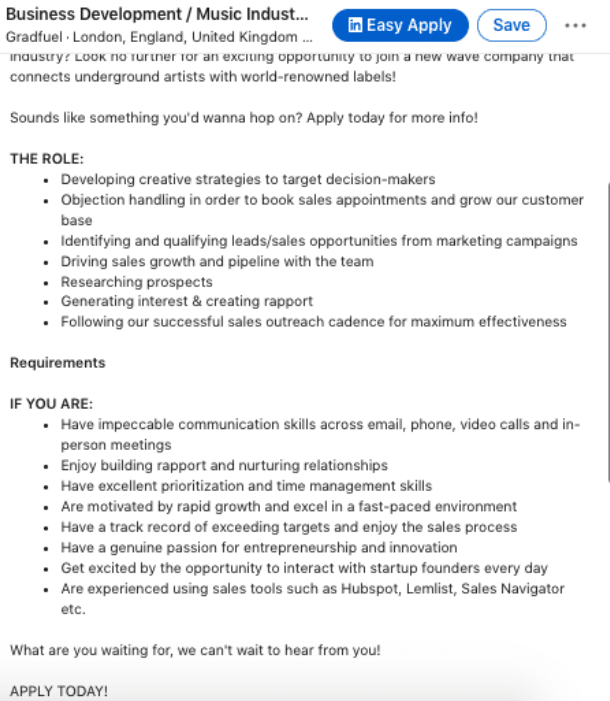 Business Development / Music Indust...
Gradfuel · London, England, United Kingdom ...
in Easy Apply
Save
industry? Look no further for an exciting opportunity to join a new wave company that
connects underground artists with world-renowned labels!
Sounds like something you'd wanna hop on? Apply today for more info!
THE ROLE:
• Developing creative strategies to target decision-makers
• Objection handling in order to book sales appointments and grow our customer
base
• Identifying and qualifying leads/sales opportunities from marketing campaigns
• Driving sales growth and pipeline with the team
• Researching prospects
• Generating interest & creating rapport
• Following our successful sales outreach cadence for maximum effectiveness
Requirements
IF YOU ARE:
• Have impeccable communication skills across email, phone, video calls and in-
person meetings
• Enjoy building rapport and nurturing relationships
• Have excellent prioritization and time management skills
• Are motivated by rapid growth and excel in a fast-paced environment
• Have a track record of exceeding targets and enjoy the sales process
• Have a genuine passion for entrepreneurship and innovation
• Get excited by the opportunity to interact with startup founders every day
• Are experienced using sales tools such as Hubspot, Lemlist, Sales Navigator
etc.
What are you waiting for, we can't wait to hear from you!
APPLY TODAY!